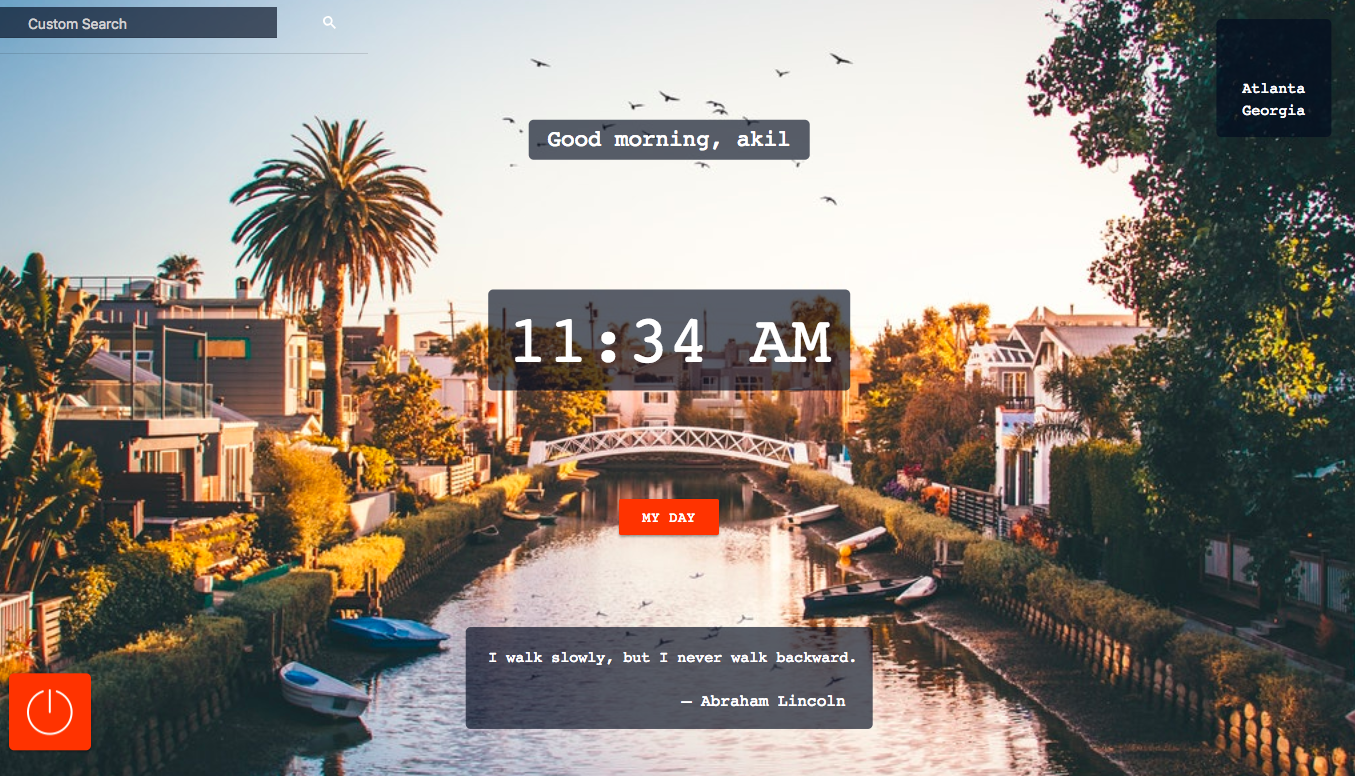 Custom Search
Atlanta
Georgia
Good morning, akil
11:34 AM
MY DAY
I walk slowly, but I never walk backward.
— Abraham Lincoln